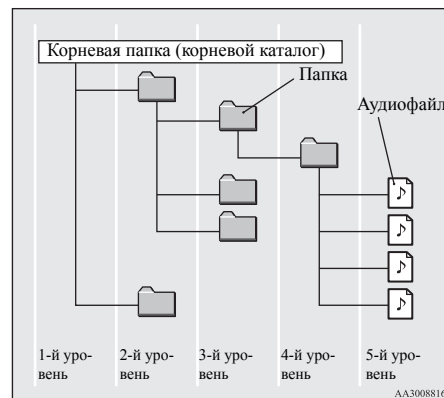 Корневая папка (корневой каталог)
Папка
Аудиофайл
1-й уро-
вень
2-й уро-
вень
3-й уро-
вень
4-й уро-
вень
5-й уро-
вень
AA3008816